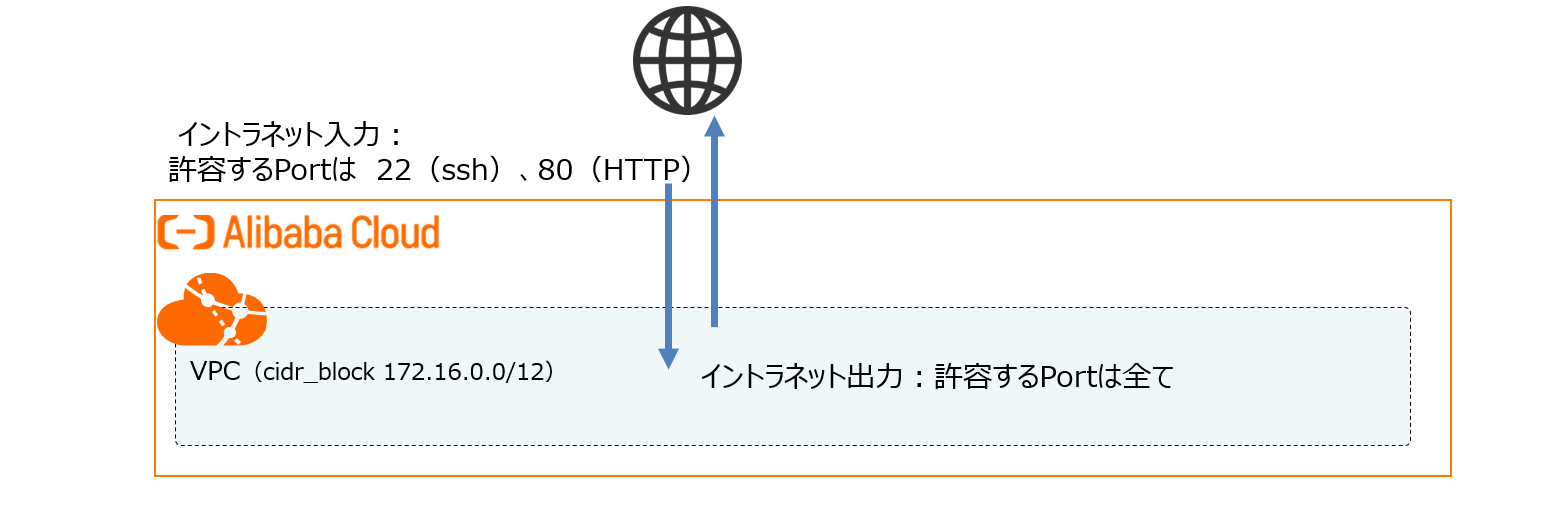 イントラネット入力：
許容するPortは 22（ssh）、80（HTTP）
Alibaba Cloud
VPC（cidr_block 172.16.0.0/12）
イントラネット出力：許容するPortは全て